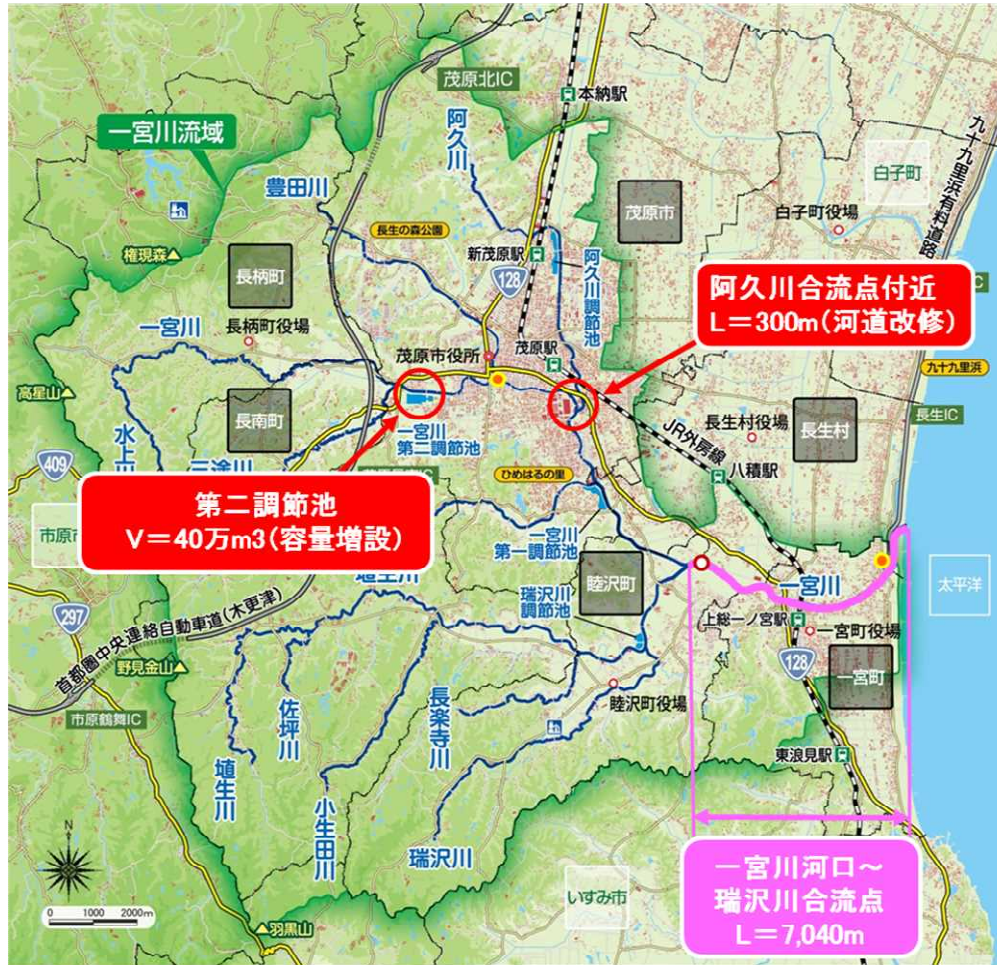 茂原北IC
本納駅
一宮川流域
阿久川
豊田川
九十九里浜有料道路
白子町
茂原市
白子町役場
長生の森公園
新茂原駅
128
阿久川調節池
権現森
長柄町
阿久川合流点付近
L=300m(河道改修)
一宮川
長柄町役場
茂原市役所
茂原駅
九十九里浜
高星山
長南町
長生IC
水上川
三途川
一宮川
第二調節池
長生村役場
長生村
JR外房線
八積駅
409
ひめはるの里
第二調節池
V=40万m3(容量増設)
一宮川
第一調節池
市原市
埴生川
瑞沢川
調節池
睦沢町
一宮川
太平洋
297
首都圏中央連絡自動車道(木更津)
野見金山
上総一ノ宮駅
一宮町役場
128
一宮町
市原鶴舞IC
佐坪川
長楽寺川
睦沢町役場
東浪見駅
埴生川
小生田川
瑞沢川
N
0 1000 2000m
羽黒山
いすみ市
一宮川河口～
瑞沢川合流点
L=7,040m